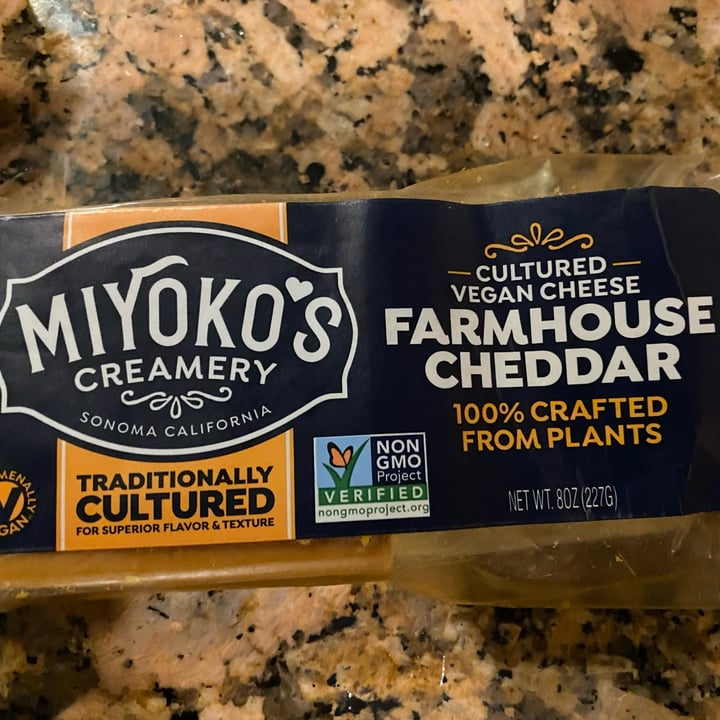 MIYOKO'S
CREAMERY
SONOMA CALIFORNIA
TRADITIONALLY
CULTURED
FOR SUPERIOR FLAVOR & TEXTURE
NON
GMO
Project
VERIFIED
nongmoproject.org
CULTURED
VEGAN CHEESE
FARMHOUSE
CHEDDAR
100% CRAFTED
FROM PLANTS
NET WT. 8OZ (227G)